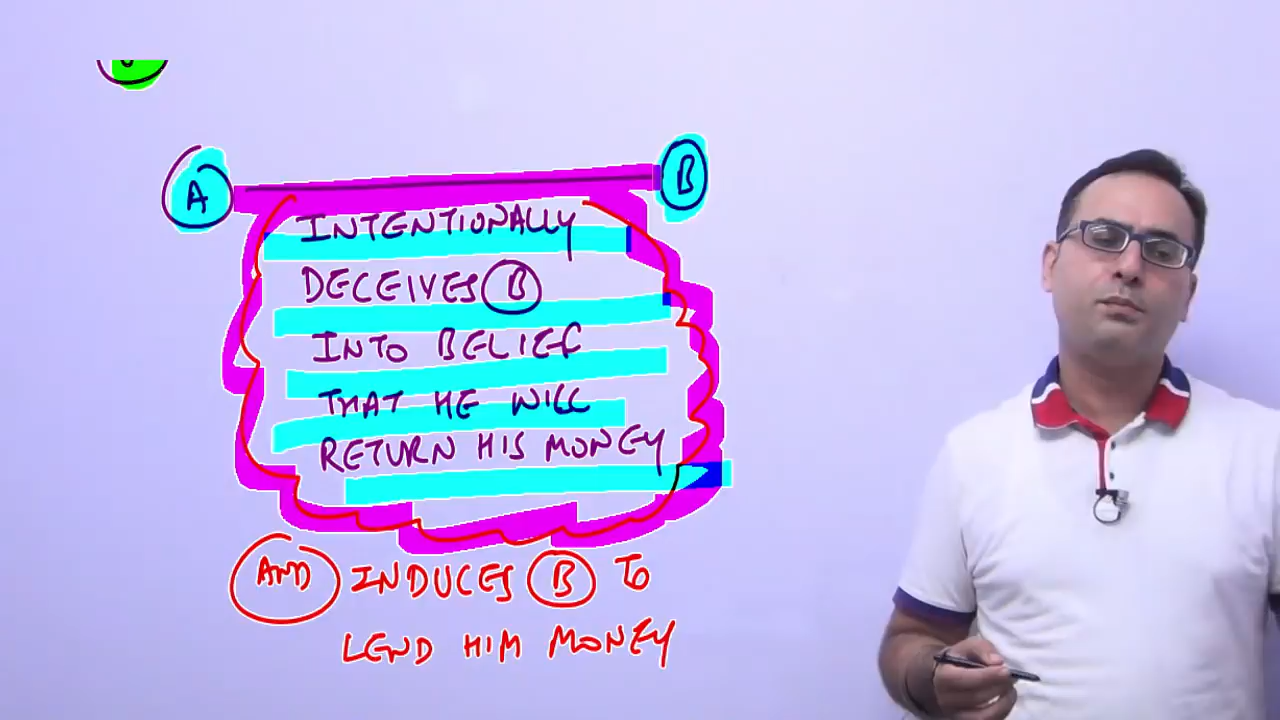 A B
INTENTIONALLY
DECEIVES B
INTO BELIEF
THAT HE WILL
RETURN HIS MONEY
AND INDUCES B TO
LEND HIM MONEY